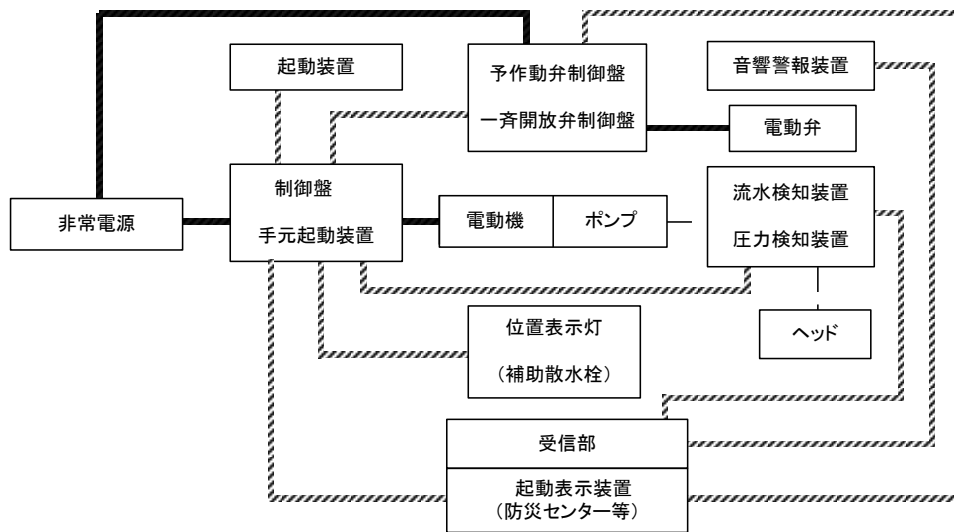 起動装置
予作動弁制御盤
一斉開放弁制御盤
音響警報装置
電動弁
非常電源
制御盤
手元起動装置
電動機
ポンプ
流水検知装置
圧力検知装置
位置表示灯
(補助散水栓)
ヘッド
受信部
起動表示装置
(防災センター等)